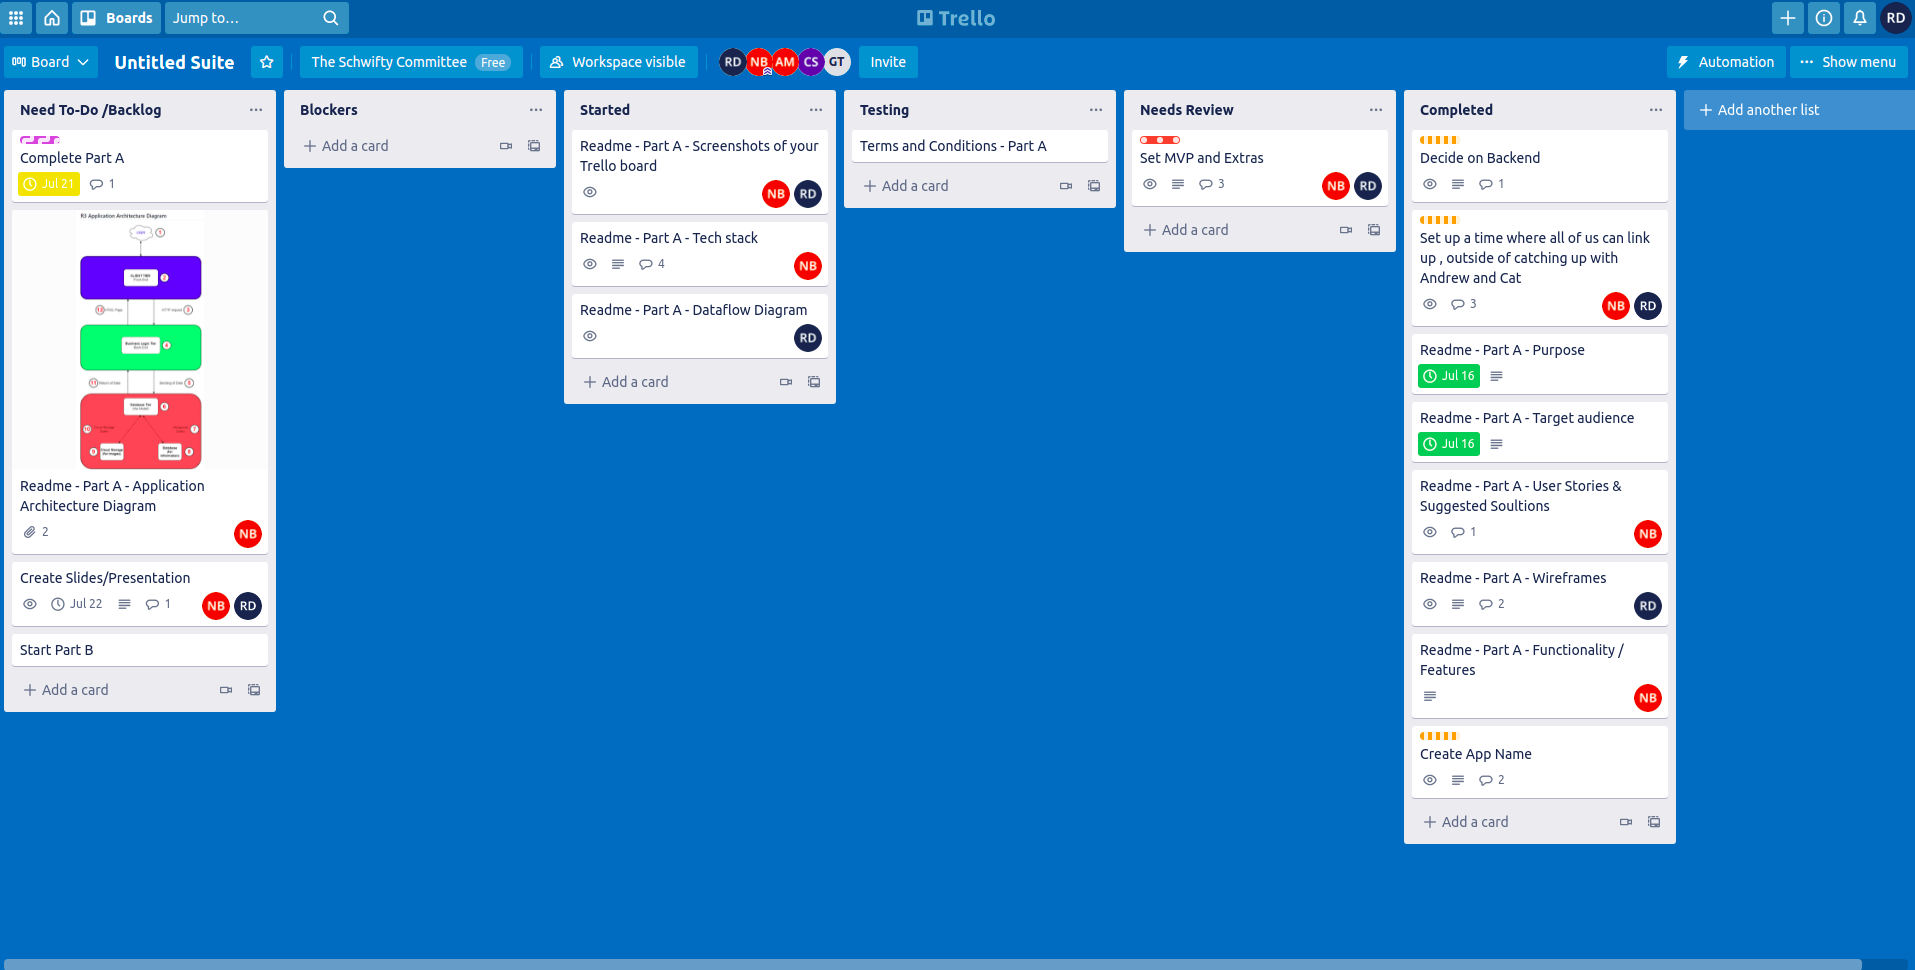 Boards
Jump to...
Trello
RD
Board
Untitled Suite
The Schwifty Committee Free
Workspace visible
RD NB AM CS GT
Invite
Automation
Show menu
Need To-Do /Backlog
Complete Part A
Jul 21 1
R3 Application Architecture Diagram
Readme - Part A - Application
Architecture Diagram
2
NB
Create Slides/Presentation
Jul 22 1
NB RD
Start Part B
Add a card
Blockers
Add a card
Started
Readme - Part A - Screenshots of your
Trello board
NB RD
Readme - Part A - Tech stack
4
NB
Readme - Part A - Dataflow Diagram
RD
Add a card
Testing
Terms and Conditions - Part A
Add a card
Needs Review
Set MVP and Extras
3
NB RD
Add a card
Completed
Decide on Backend
1
Set up a time where all of us can link
up , outside of catching up with
Andrew and Cat
3
NB RD
Readme - Part A - Purpose
Jul 16
Readme - Part A - Target audience
Jul 16
Readme - Part A - User Stories &
Suggested Soultions
1
NB
Readme - Part A - Wireframes
2
RD
Readme - Part A - Functionality /
Features
NB
Create App Name
2
Add a card
Add another list